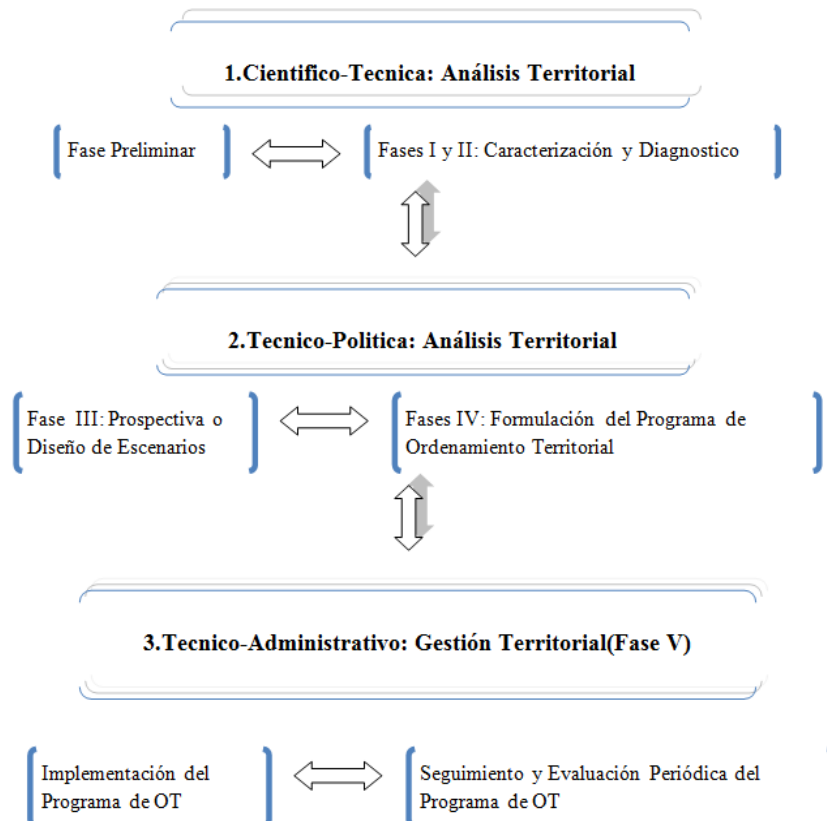 1.Cientifico-Tecnica: Análisis Territorial
Fase Preliminar
Fases I y II: Caracterización y Diagnostico
2.Tecnico-Politica: Análisis Territorial
Fase III: Prospectiva o
Diseño de Escenarios
Fases IV: Formulación del Programa de
Ordenamiento Territorial
3.Tecnico-Administrativo: Gestión Territorial(Fase V)
Implementación del
Programa de OT
Seguimiento y Evaluación Periódica del
Programa de OT